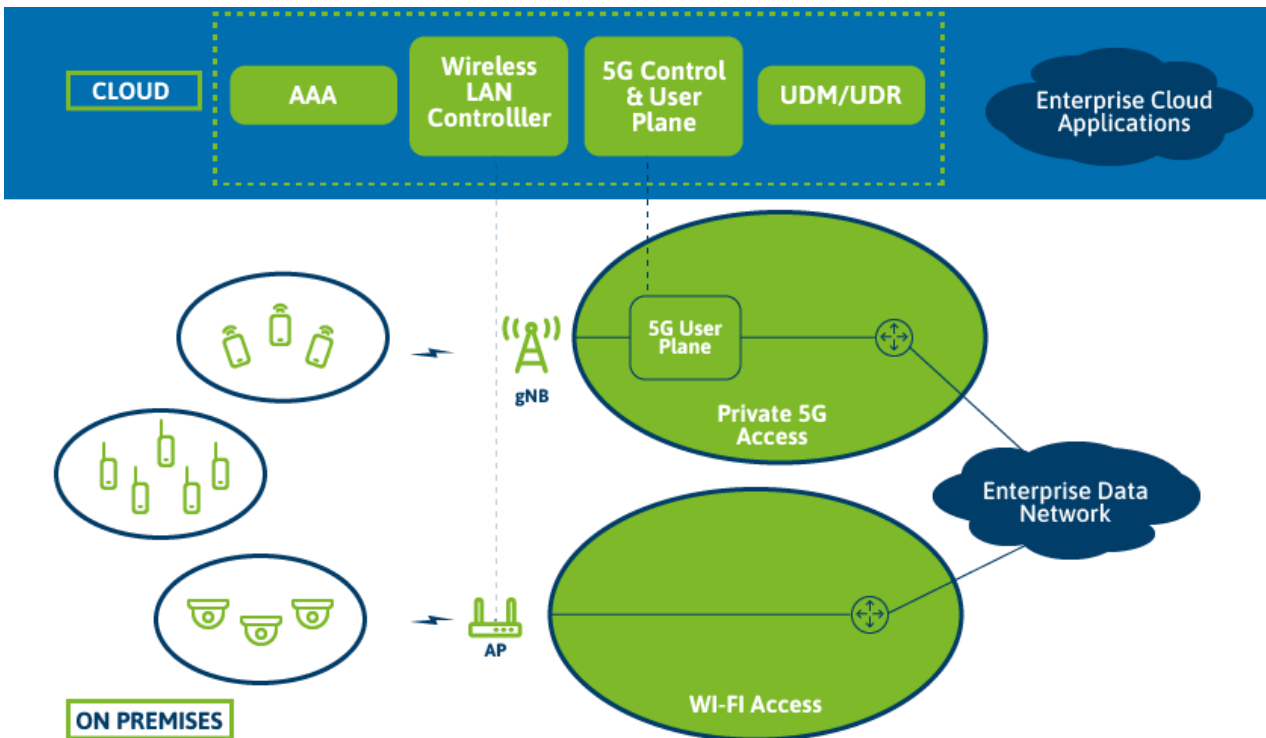 CLOUD
AAA
Wireless
LAN
Controlller
5G Control
& User
Plane
UDM/UDR
Enterprise Cloud
Applications
gNB
5G User
Plane
Private 5G
Access
Enterprise Data
Network
AP
WI-FI Access
ON PREMISES